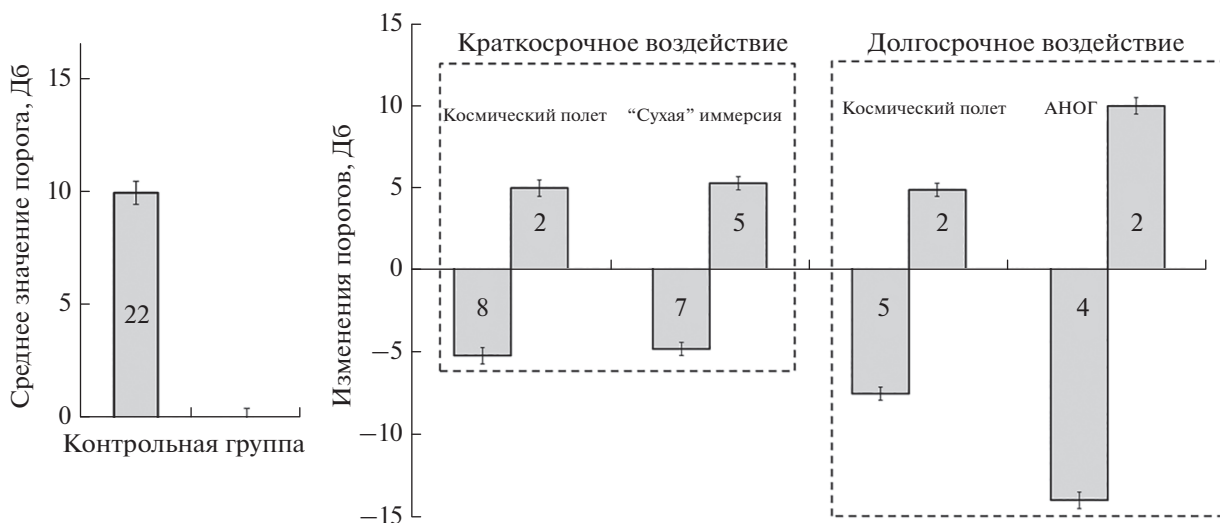 Среднее значение порога, Дб
15
10
5
0
22
Контрольная группа
Изменения порогов, Дб
15
10
5
0
−5
−10
−15
Краткосрочное воздействие
Космический полет
“Сухая” иммерсия
8
2
7
5
Долгосрочное воздействие
Космический полет
АНОГ
5
2
4
2